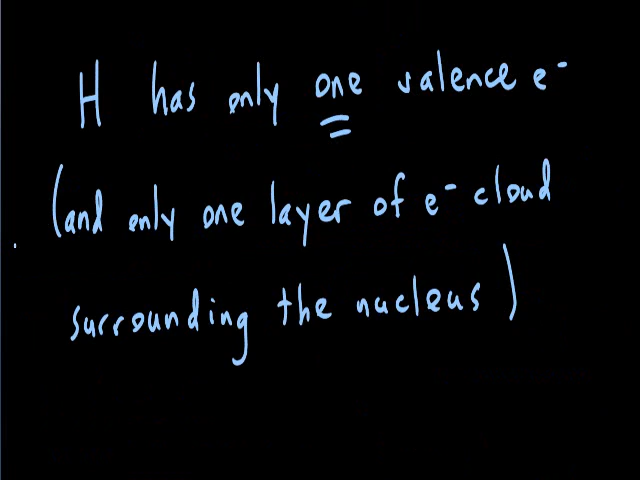 H has only one valence e⁻
(and only one layer of e⁻ cloud
surrounding the nucleus)